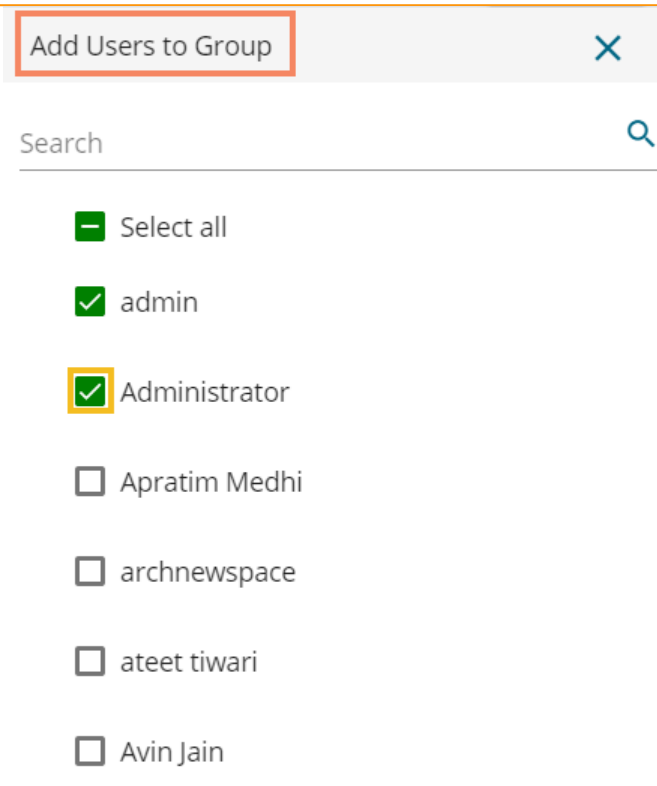 Add Users to Group
Search
Select all
admin
Administrator
Apratim Medhi
archnewspace
ateet tiwari
Avin Jain